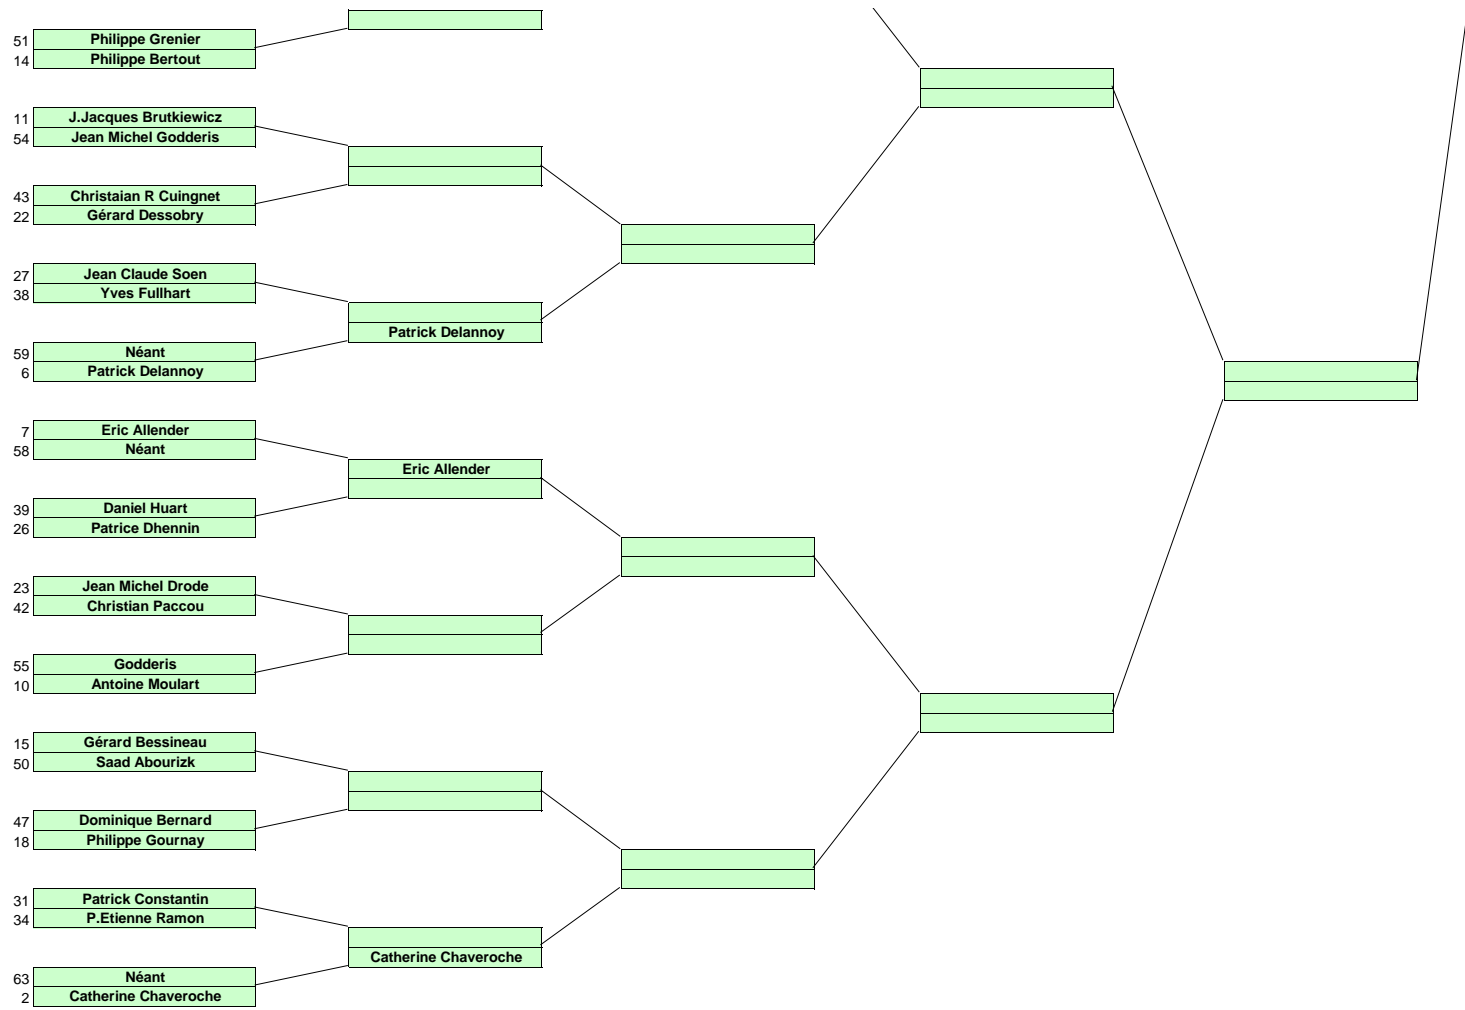 51 Philippe Grenier
14 Philippe Bertout
11 J.Jacques Brutkiewicz
54 Jean Michel Godderis
43 Christaian R Cuingnet
22 Gérard Dessobry
27 Jean Claude Soen
38 Yves Fullhart
Patrick Delannoy
59 Néant
6 Patrick Delannoy
7 Eric Allender
58 Néant
Eric Allender
39 Daniel Huart
26 Patrice Dhennin
23 Jean Michel Drode
42 Christian Paccou
55 Godderis
10 Antoine Moulart
15 Gérard Bessineau
50 Saad Abourizk
47 Dominique Bernard
18 Philippe Gournay
31 Patrick Constantin
34 P.Etienne Ramon
Catherine Chaveroche
63 Néant
2 Catherine Chaveroche